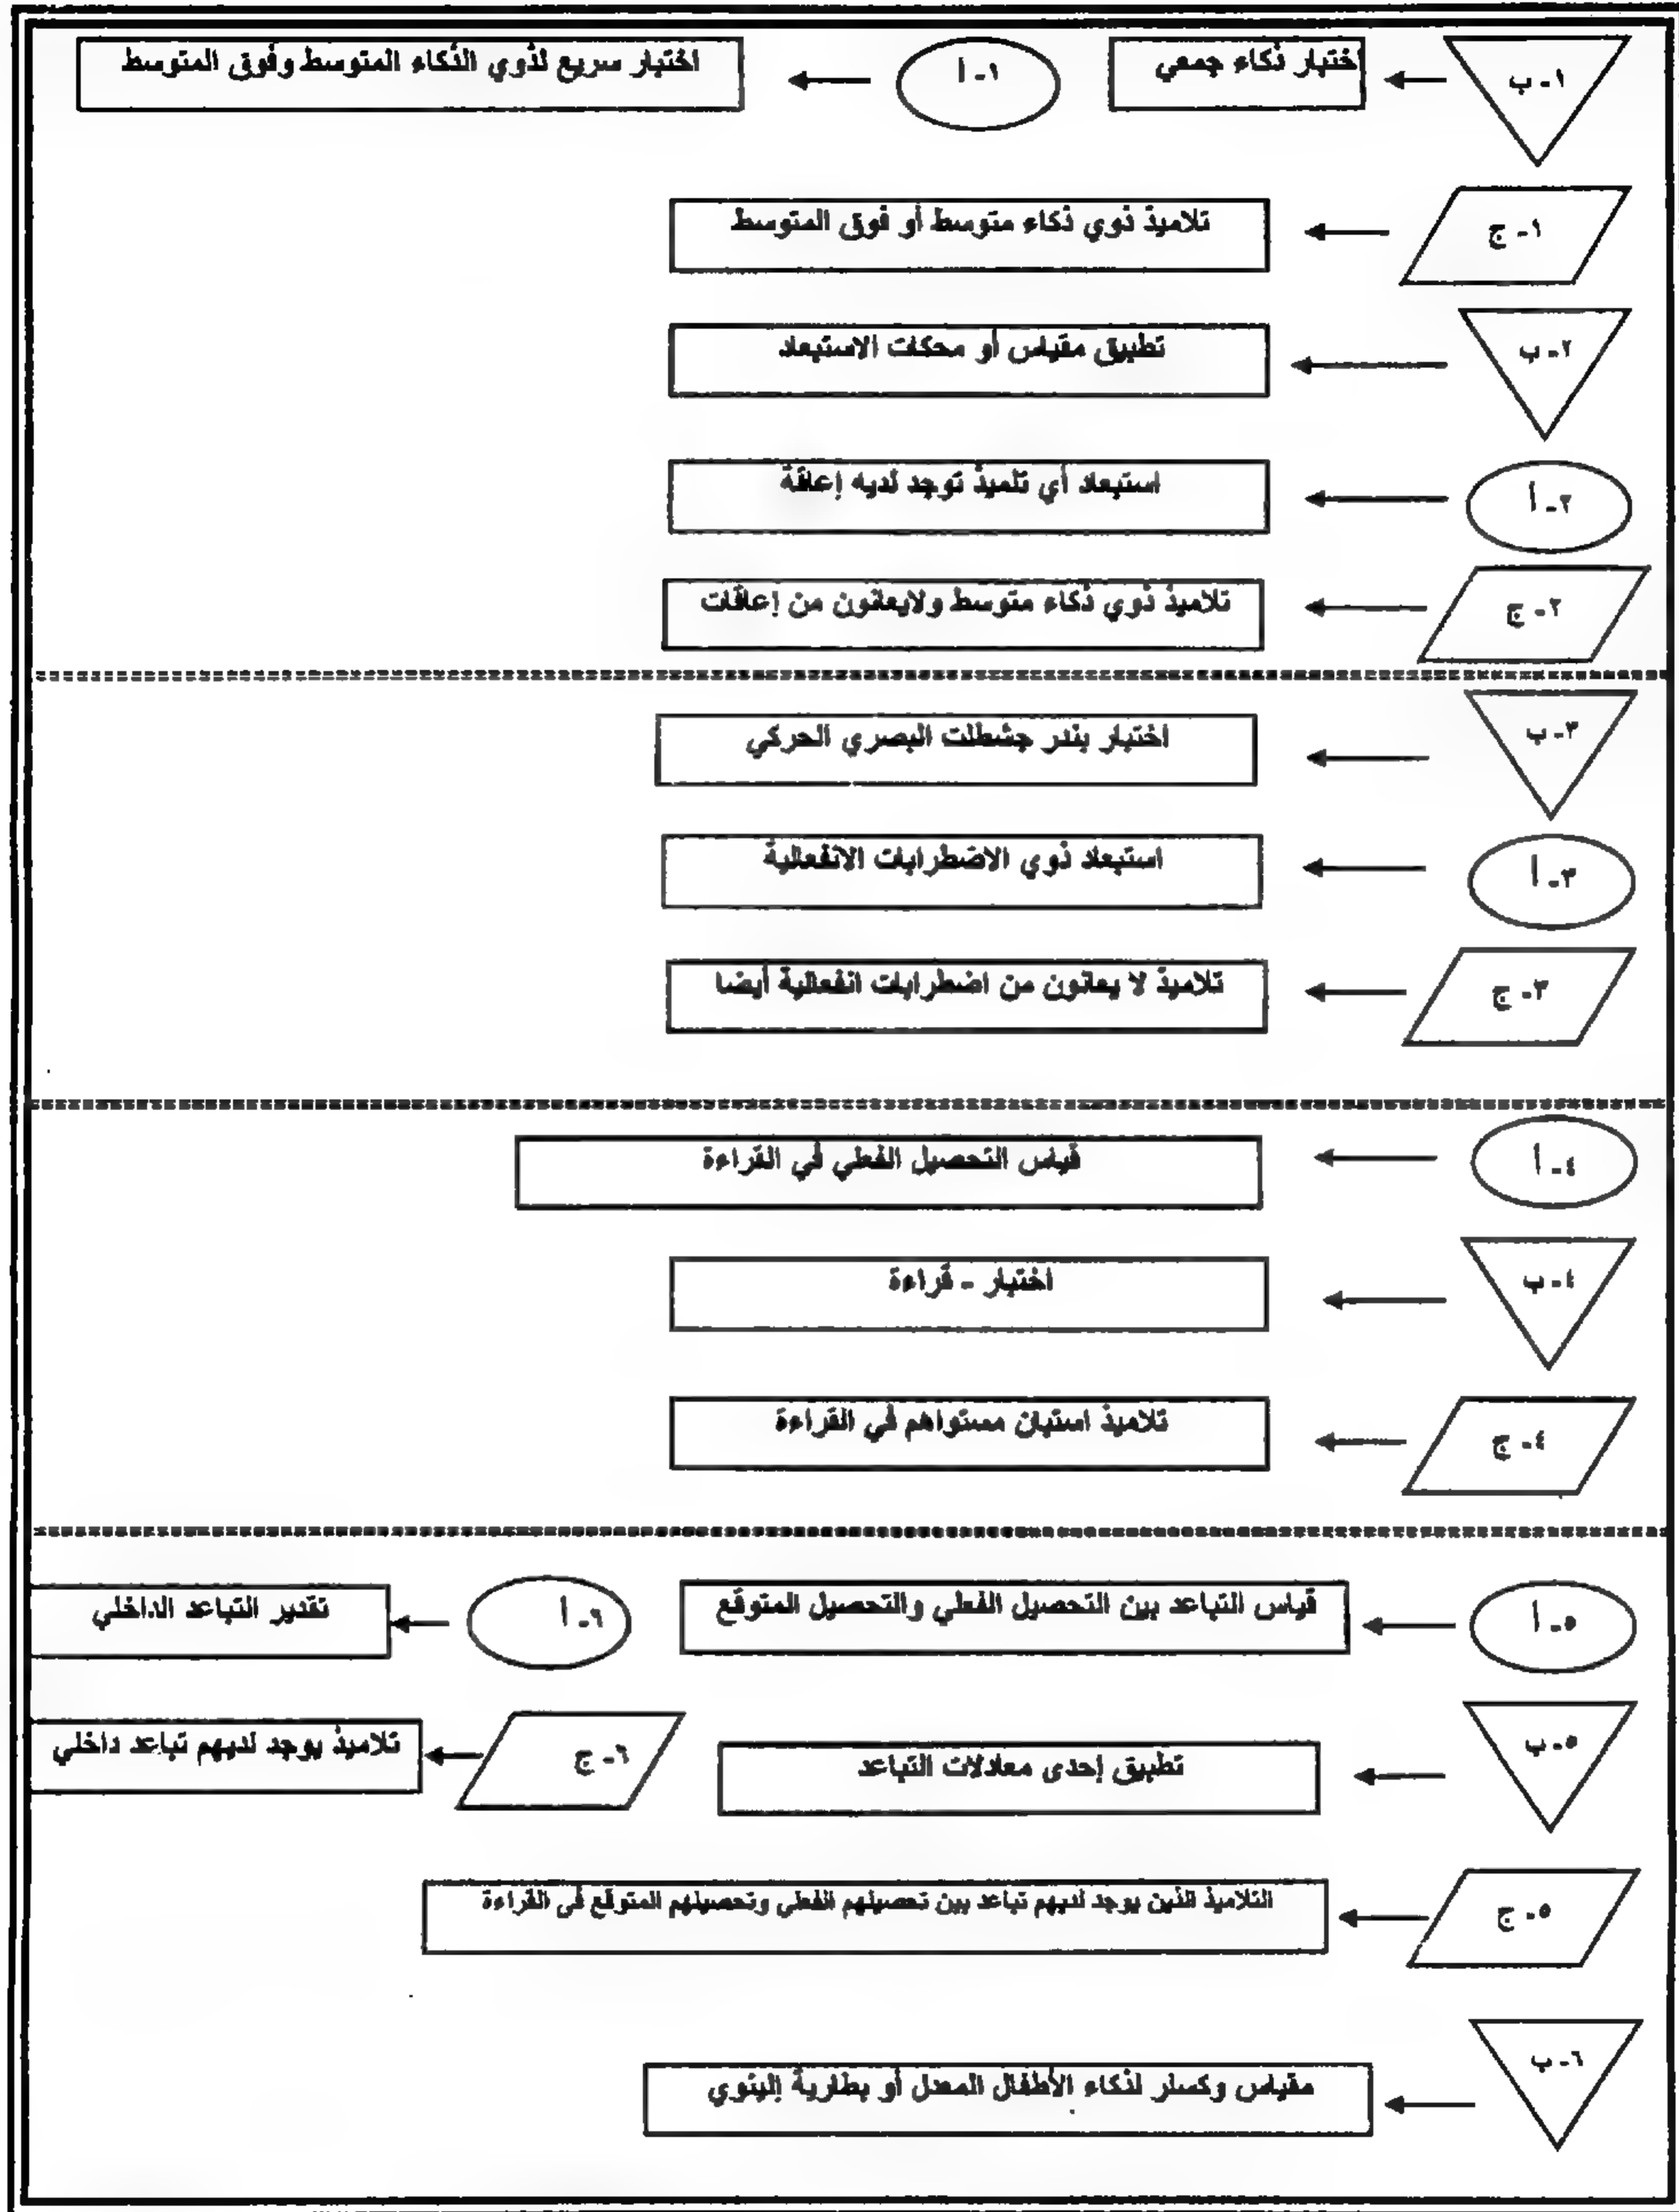 ١- ب
اختبار ذكاء جمعي
١- أ
اختبار سريع لذوي الذكاء المتوسط وفوق المتوسط
١- ج
تلاميذ ذوي ذكاء متوسط أو فوق المتوسط
٢- ب
تطبيق مقياس أو محكات الاستبعاد
٢- أ
استبعاد أي تلميذ توجد لديه إعاقة
٢- ج
تلاميذ ذوي ذكاء متوسط ولايعانون من إعاقات
٣- ب
اختبار بندر جشطلت البصري الحركي
٣- أ
استبعاد ذوي الاضطرابات الانفعالية
٣- ج
تلاميذ لا يعانون من اضطرابات انفعالية أيضا
٤- أ
قياس التحصيل الفعلي في القراءة
٤- ب
اختبار - قراءة
٤- ج
تلاميذ استبان مستواهم في القراءة
٥- أ
قياس التباعد بين التحصيل الفعلي والتحصيل المتوقع
٦- أ
تقدير التباعد الداخلي
٥- ب
تطبيق إحدى معادلات التباعد
٦- ج
تلاميذ يوجد لديهم تباعد داخلي
٥- ج
التلاميذ الذين يوجد لديهم تباعد بين تحصيلهم الفعلي وتحصيلهم المتوقع في القراءة
٦- ب
مقياس وكسلر لذكاء الأطفال المعدل أو بطارية إلينوي